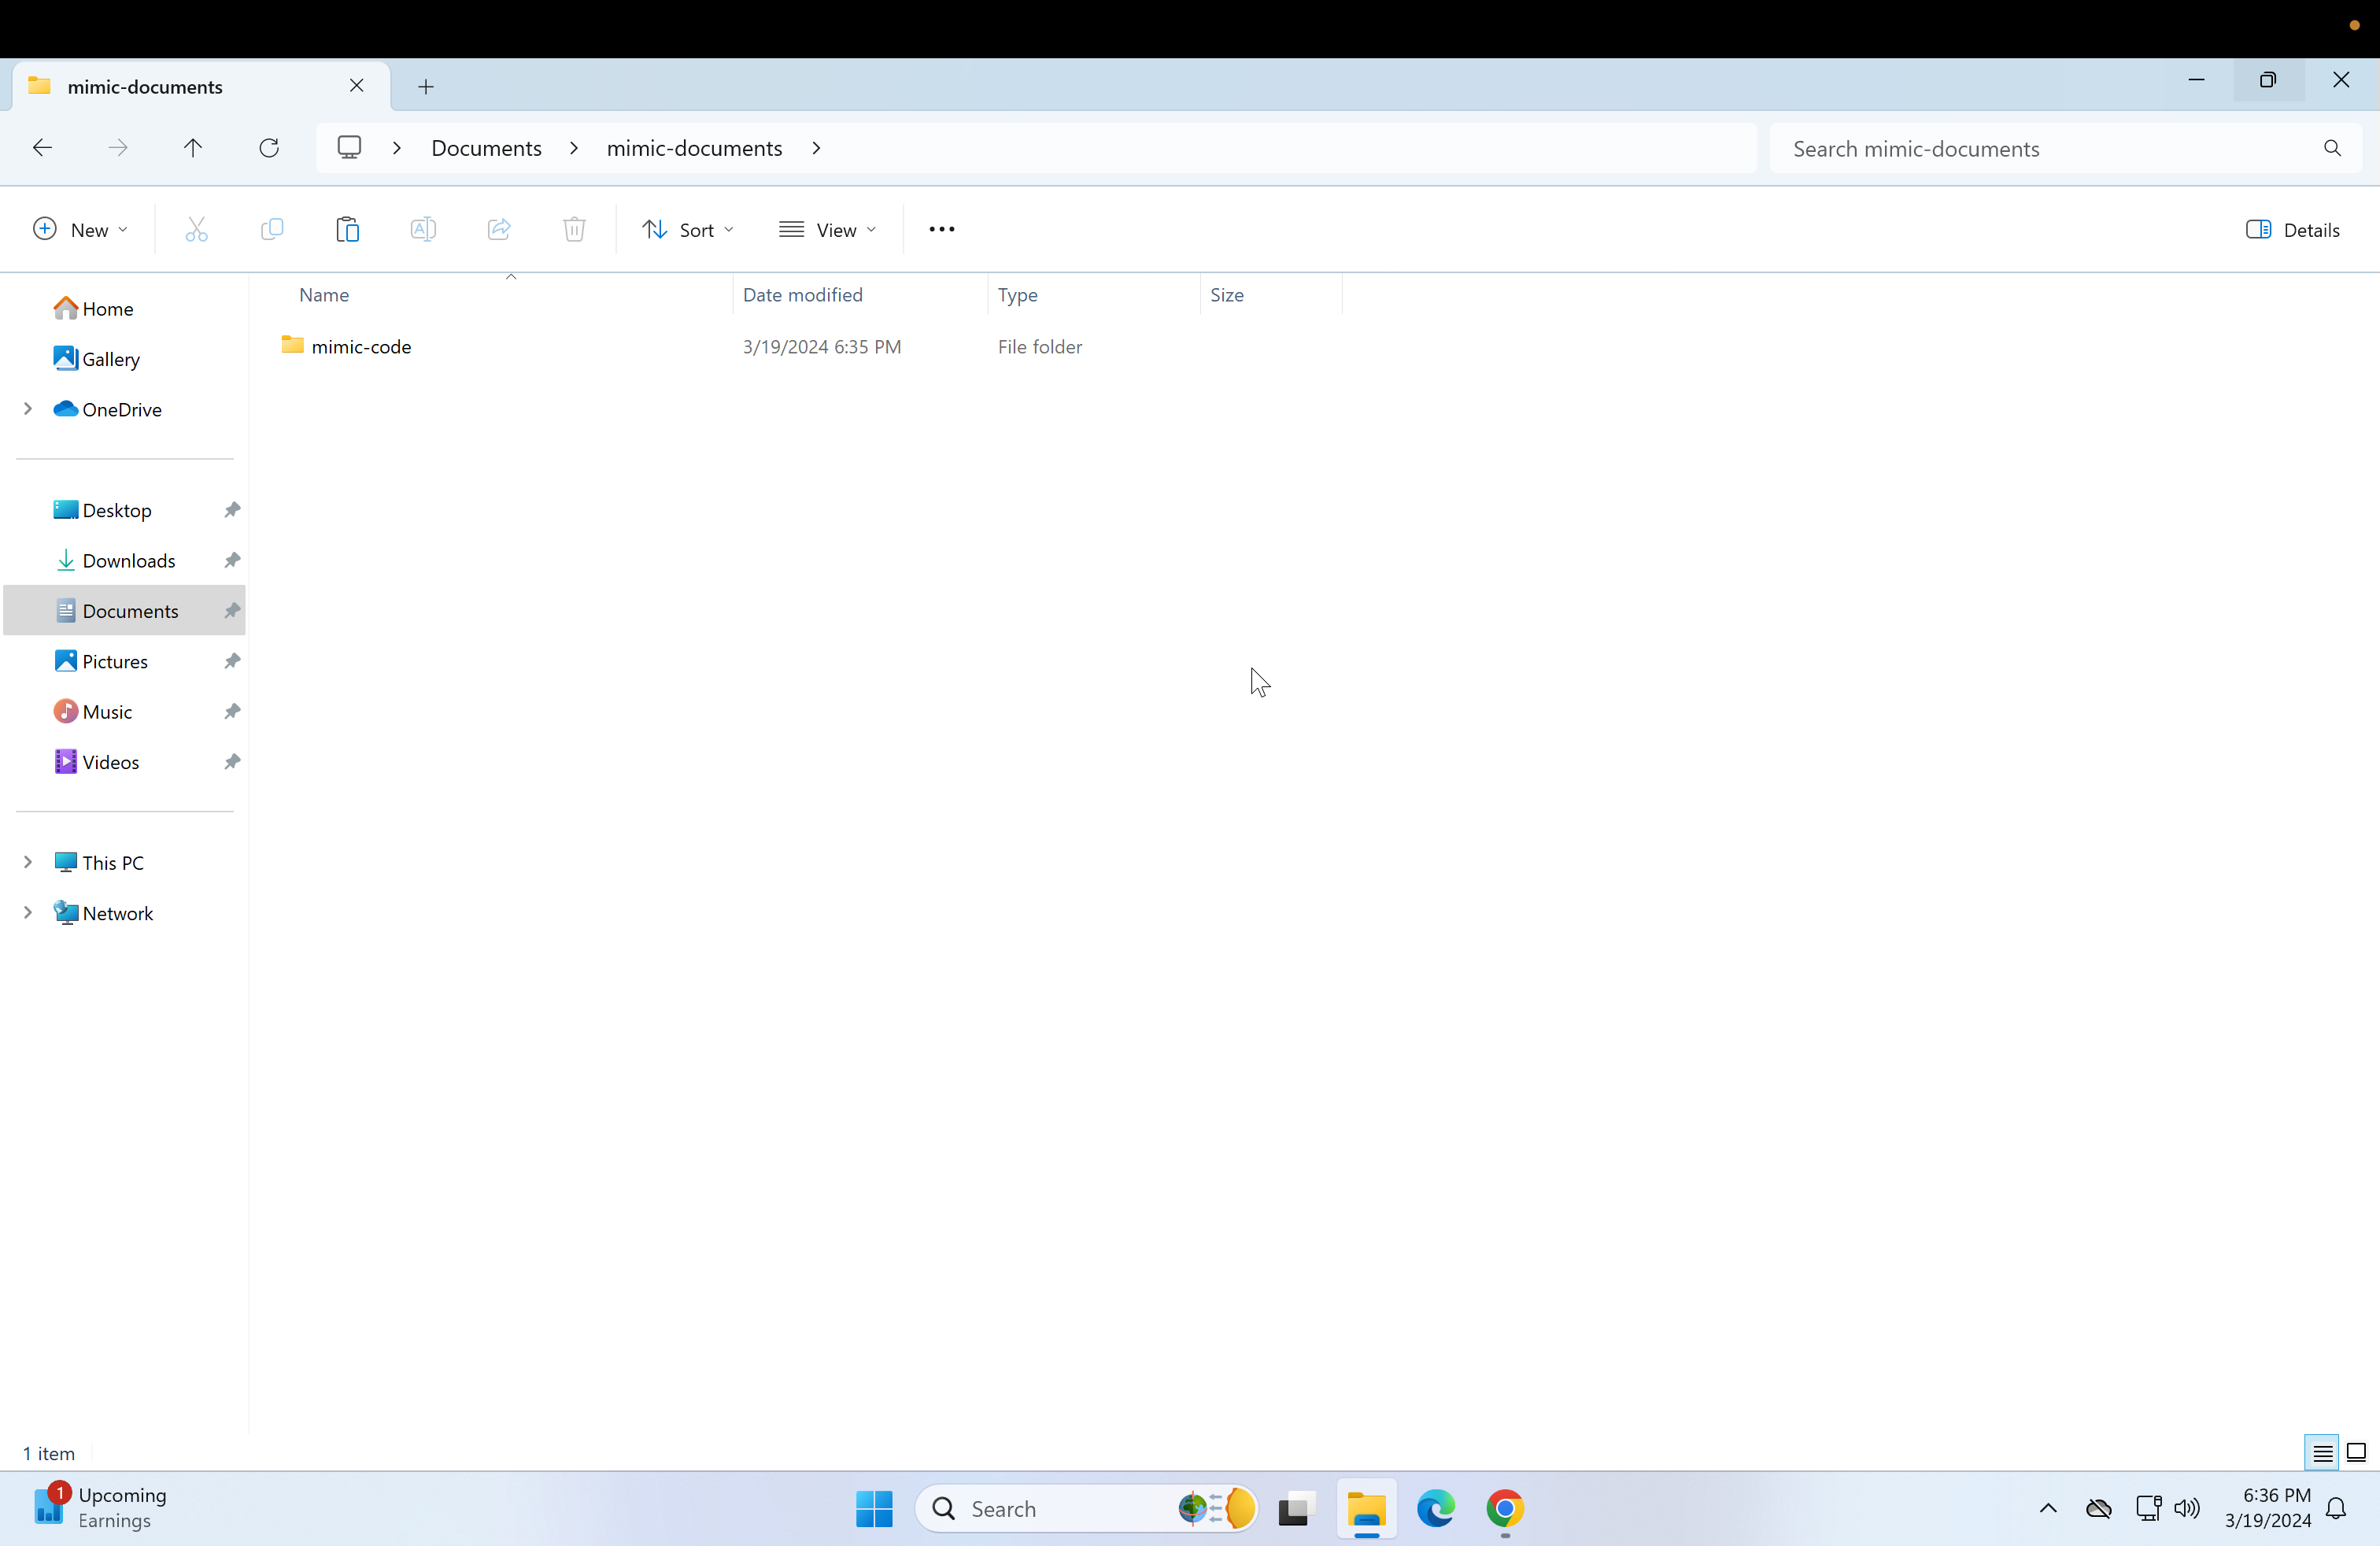 mimic-documents
Documents mimic-documents
Search mimic-documents
New
Sort
View
Details
Name Date modified Type Size
mimic-code 3/19/2024 6:35 PM File folder
Home
Gallery
OneDrive
Desktop
Downloads
Documents
Pictures
Music
Videos
This PC
Network
1 item
1
Upcoming
Earnings
Search
6:36 PM
3/19/2024